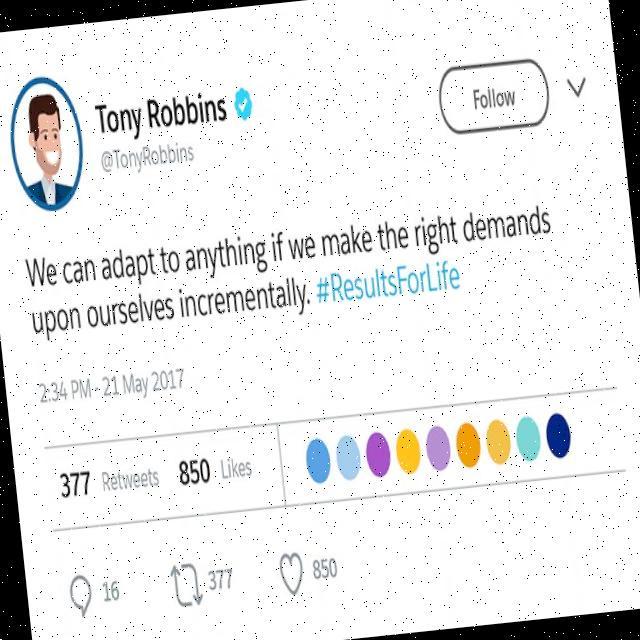 Tony Robbins
Follow
@TonyRobbins
We can adapt to anything if we make the right demands
upon ourselves incrementally. #ResultsForLife
2:34 PM - 21 May 2017
377 Retweets 850 Likes
16 377 850